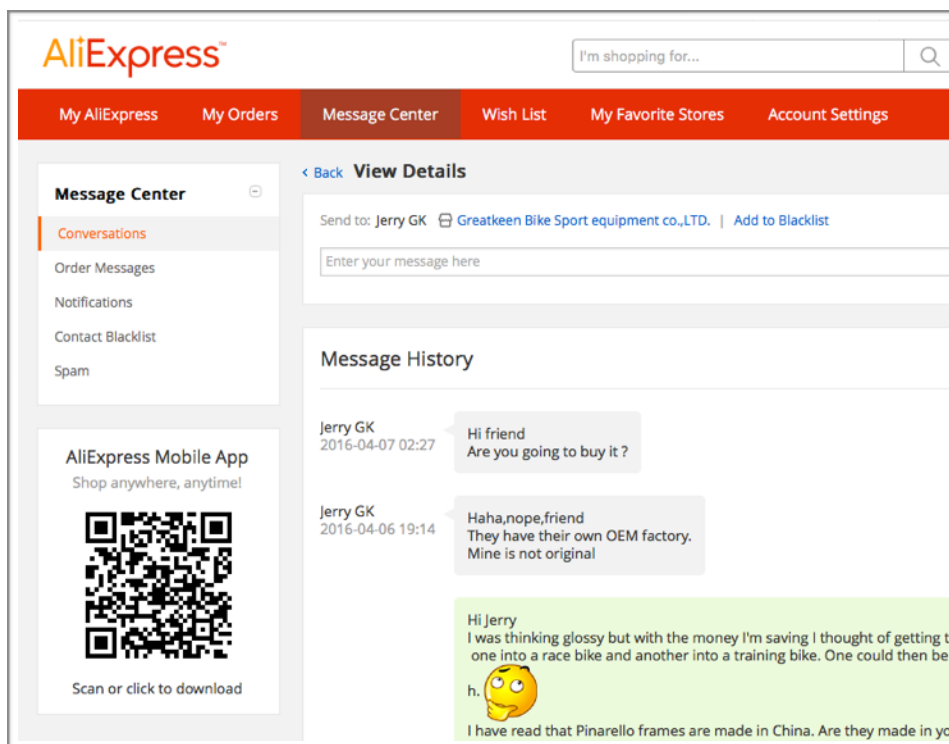 AliExpress™
I'm shopping for...
My AliExpress My Orders Message Center Wish List My Favorite Stores Account Settings
Message Center
Conversations
Order Messages
Notifications
Contact Blacklist
Spam
AliExpress Mobile App
Shop anywhere, anytime!
Scan or click to download
‹ Back View Details
Send to: Jerry GK Greatkeen Bike Sport equipment co.,LTD. | Add to Blacklist
Enter your message here
Message History
Jerry GK
2016-04-07 02:27
Hi friend
Are you going to buy it ?
Jerry GK
2016-04-06 19:14
Haha,nope,friend
They have their own OEM factory.
Mine is not original
Hi Jerry
I was thinking glossy but with the money I'm saving I thought of getting
one into a race bike and another into a training bike. One could then be
h.
I have read that Pinarello frames are made in China. Are they made in